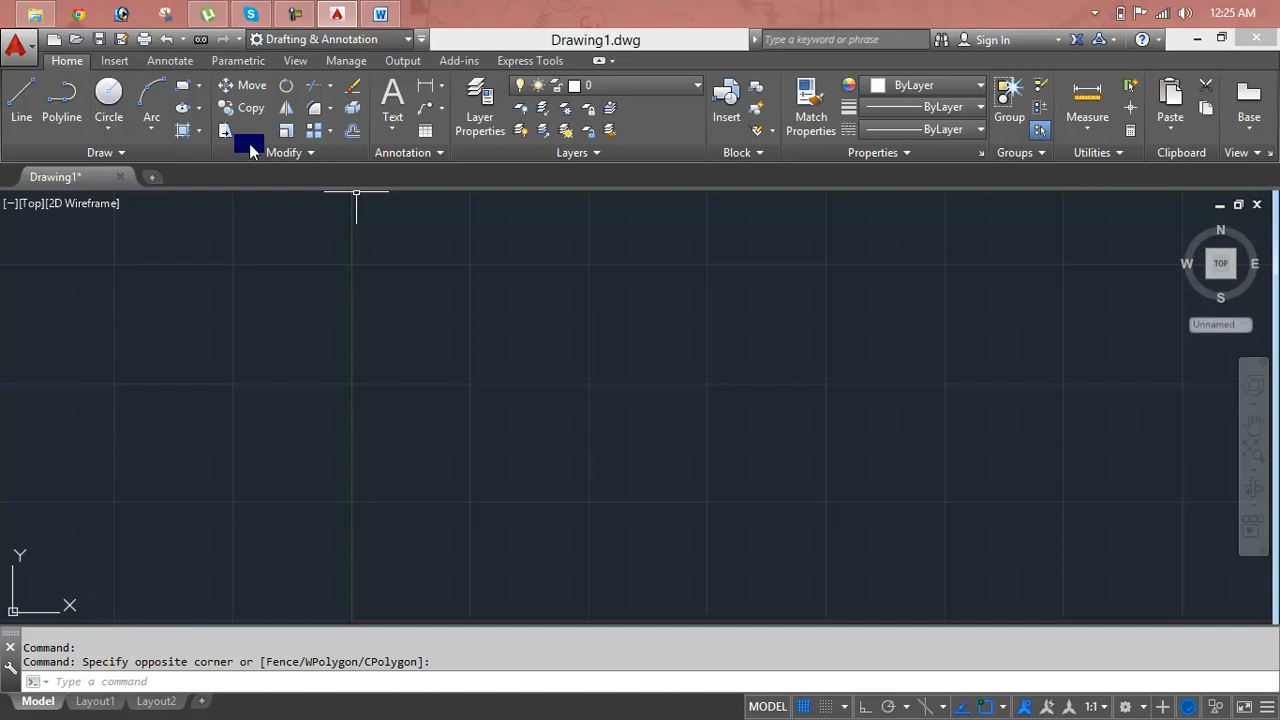 12:25 AM
Drafting & Annotation
Drawing1.dwg
Type a keyword or phrase
Sign In
Home Insert Annotate Parametric View Manage Output Add-ins Express Tools
Line
Polyline
Circle
Arc
Draw
Move
Copy
Modify
A
Text
Annotation
Layer
Properties
0
Layers
Insert
Block
Match
Properties
ByLayer
ByLayer
ByLayer
Properties
Group
Groups
Measure
Utilities
Paste
Clipboard
Base
View
Drawing1*
[−][Top][2D Wireframe]
N
W TOP E
S
Unnamed
Y
X
Command:
Command: Specify opposite corner or [Fence/WPolygon/CPolygon]:
Type a command
Model Layout1 Layout2 +
MODEL
1:1